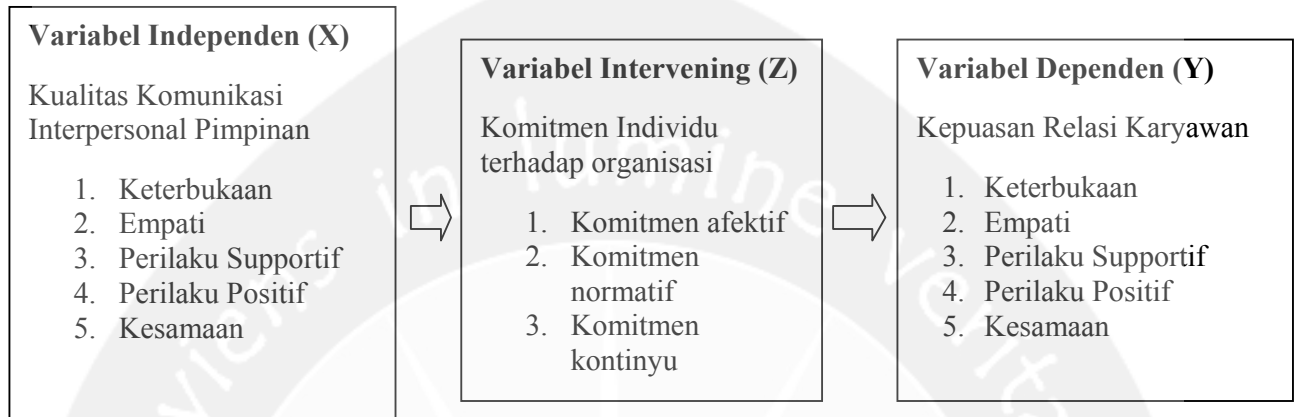 Variabel Independen (X)
Kualitas Komunikasi
Interpersonal Pimpinan
1. Keterbukaan
2. Empati
3. Perilaku Supportif
4. Perilaku Positif
5. Kesamaan
Variabel Intervening (Z)
Komitmen Individu
terhadap organisasi
1. Komitmen afektif
2. Komitmen
normatif
3. Komitmen
kontinyu
Variabel Dependen (Y)
Kepuasan Relasi Karyawan
1. Keterbukaan
2. Empati
3. Perilaku Supportif
4. Perilaku Positif
5. Kesamaan
in lumine